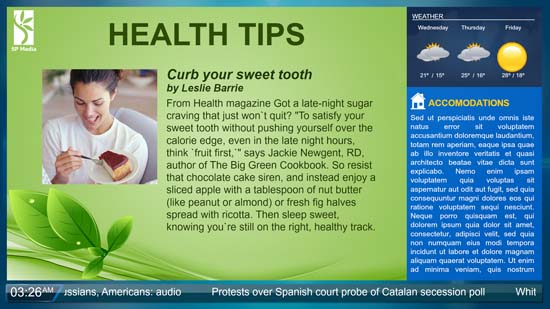 SP Media
HEALTH TIPS
Curb your sweet tooth
by Leslie Barrie
From Health magazine Got a late-night sugar
craving that just won`t quit? "To satisfy your
sweet tooth without pushing yourself over the
calorie edge, even in the late night hours,
think `fruit first,`" says Jackie Newgent, RD,
author of The Big Green Cookbook. So resist
that chocolate cake siren, and instead enjoy a
sliced apple with a tablespoon of nut butter
(like peanut or almond) or fresh fig halves
spread with ricotta. Then sleep sweet,
knowing you`re still on the right, healthy track.
WEATHER
Wednesday Thursday Friday
21° / 15° 25° / 16° 28° / 18°
ACCOMODATIONS
Sed ut perspiciatis unde omnis iste
natus error sit voluptatem
accusantium doloremque laudantium,
totam rem aperiam, eaque ipsa quae
ab illo inventore veritatis et quasi
architecto beatae vitae dicta sunt
explicabo. Nemo enim ipsam
voluptatem quia voluptas sit
aspernatur aut odit aut fugit, sed quia
consequuntur magni dolores eos qui
ratione voluptatem sequi nesciunt.
Neque porro quisquam est, qui
dolorem ipsum quia dolor sit amet,
consectetur, adipisci velit, sed quia
non numquam eius modi tempora
incidunt ut labore et dolore magnam
aliquam quaerat voluptatem. Ut enim
ad minima veniam, quis nostrum
03:26AM ussians, Americans: audio Protests over Spanish court probe of Catalan secession poll Whit